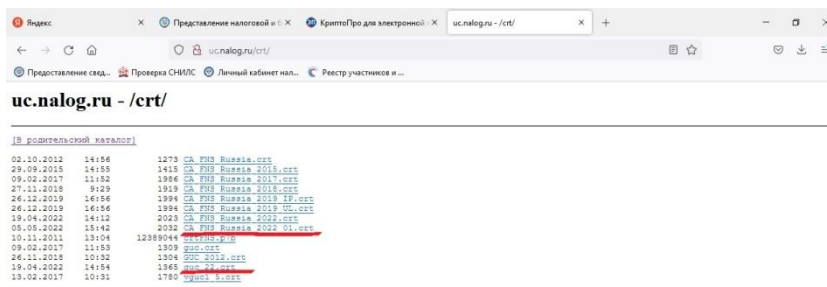 Яндекс
Представление налоговой и б
КриптоПро для электронной
uc.nalog.ru - /crt/
uc.nalog.ru/crt/
Предоставление свед... Проверка СНИЛС Личный кабинет нал... Реестр участников и ...
uc.nalog.ru - /crt/
[В родительский каталог]
02.10.2012 14:56 1273 CA_FNS_Russia.crt
29.09.2015 14:55 1415 CA_FNS_Russia_2015.crt
09.02.2017 11:52 1986 CA_FNS_Russia_2017.crt
27.11.2018 9:29 1919 CA_FNS_Russia_2018.crt
26.12.2019 16:56 1994 CA_FNS_Russia_2019_IP.crt
26.12.2019 16:56 1994 CA_FNS_Russia_2019_UL.crt
19.04.2022 14:12 2023 CA_FNS_Russia_2022.crt
05.05.2022 15:42 2032 CA_FNS_Russia_2022_01.crt
10.11.2011 13:04 12389044 CrtFNS.p7b
09.02.2017 11:53 1309 guc.crt
26.11.2018 10:32 1304 GUC_2012.crt
19.04.2022 14:54 1365 guc_22.crt
13.02.2017 10:31 1780 vguc1_5.crt